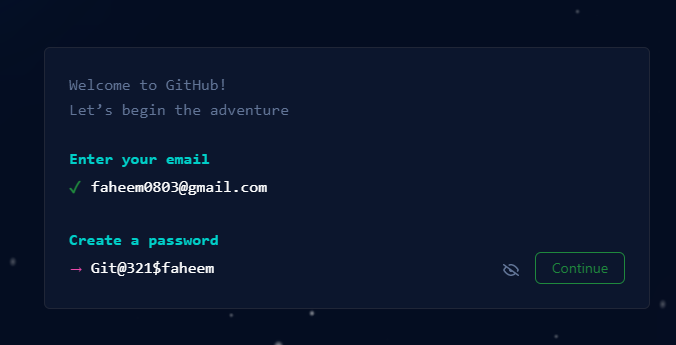 Welcome to GitHub!
Let’s begin the adventure
Enter your email
✓ faheem0803@gmail.com
Create a password
→ Git@321$faheem
Continue